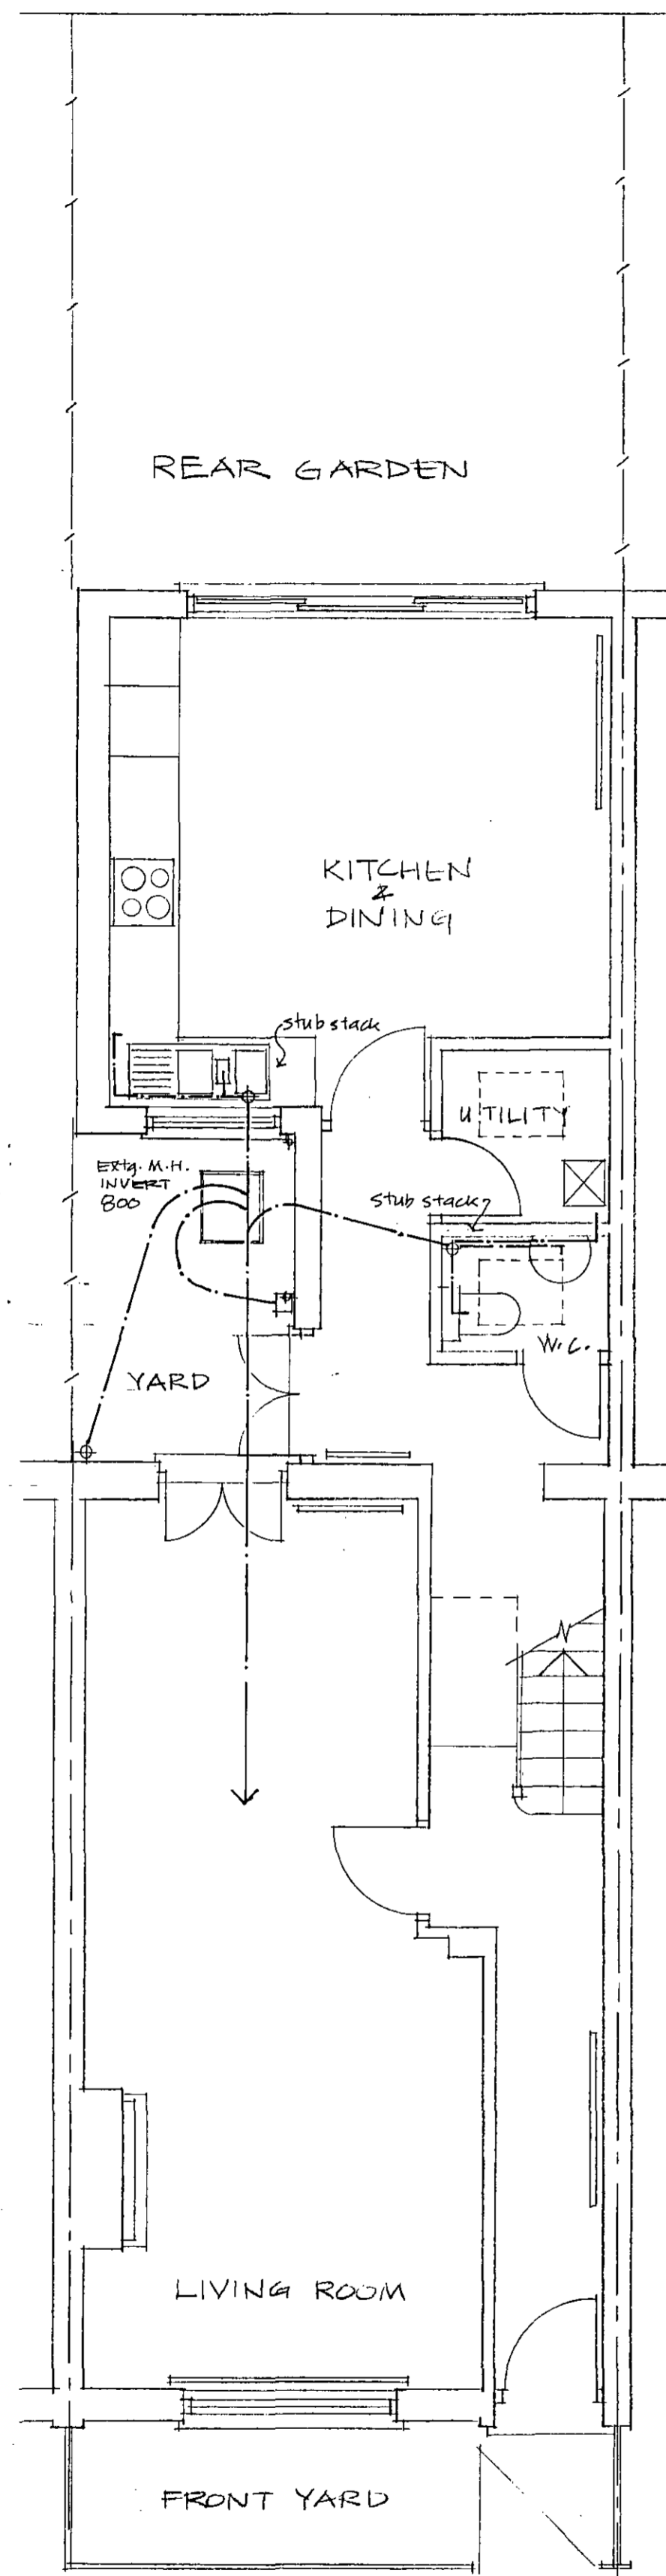 REAR GARDEN
KITCHEN
&
DINING
stub stack
UTILITY
Extg. M.H.
INVERT
800
stub stack
W.C.
YARD
LIVING ROOM
FRONT YARD